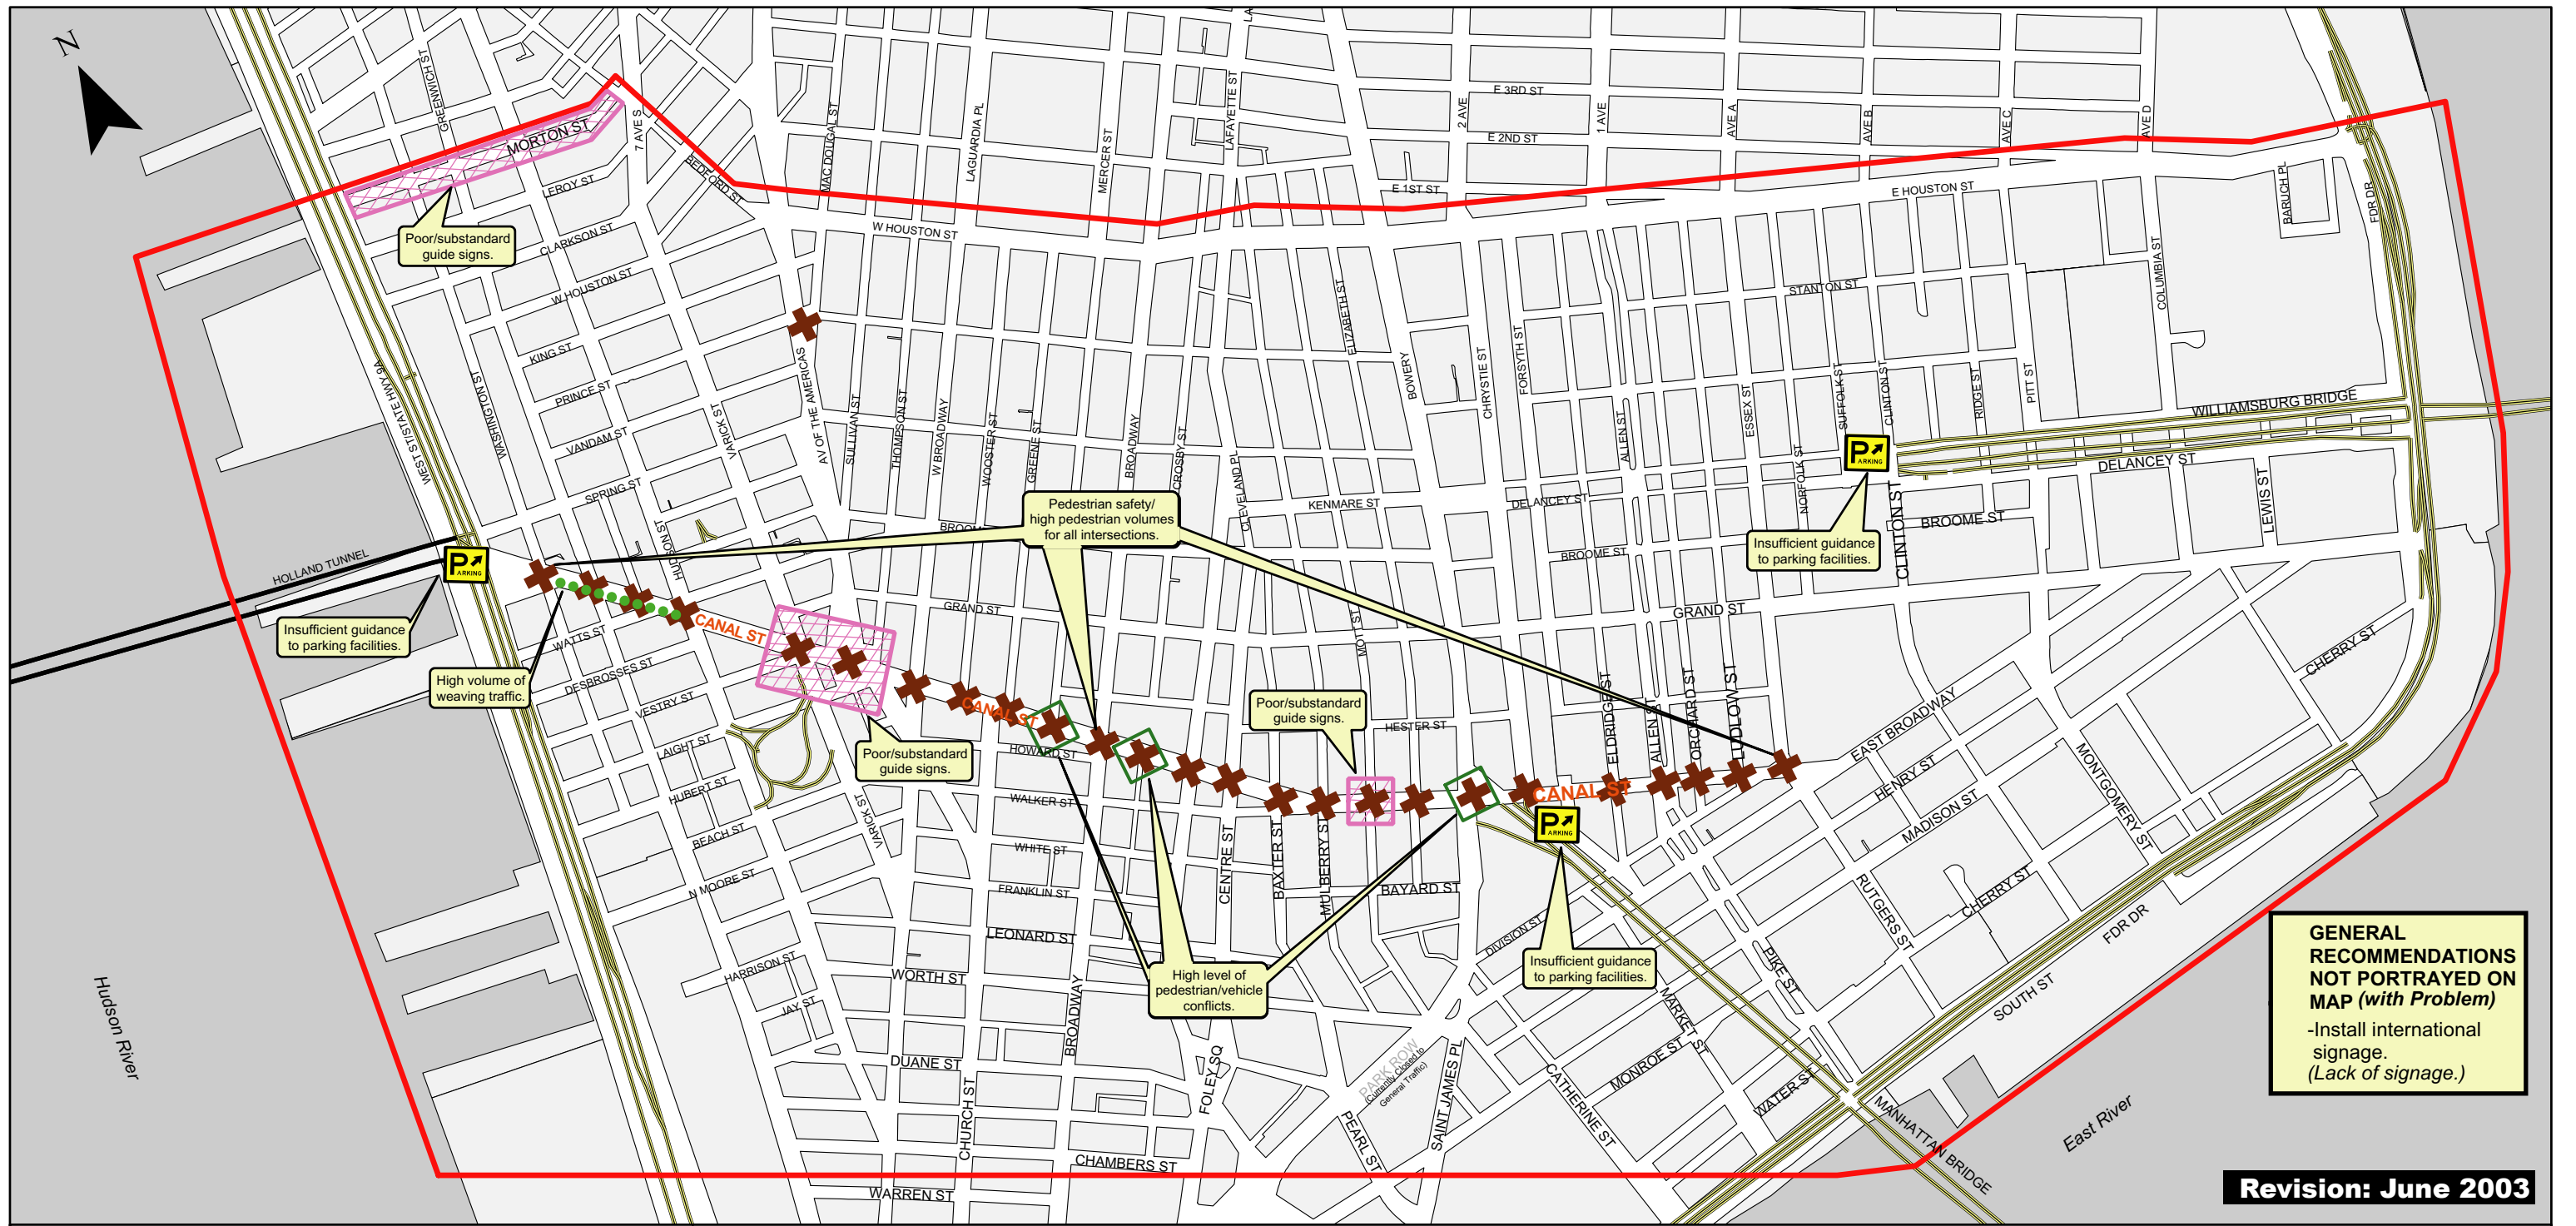 N
GREENWICH ST
MORTON ST
7 AVE S
LEROY ST
BEDFORD ST
MAC DOUGAL ST
LAGUARDIA PL
MERCER ST
LAFAYETTE ST
LA
2 AVE
E 3RD ST
E 2ND ST
E 1ST ST
1 AVE
AVE A
AVE B
AVE C
AVE D
E HOUSTON ST
BARUCH PL
FDR DR
Poor/substandard
guide signs.
CLARKSON ST
W HOUSTON ST
W HOUSTON ST
KING ST
PRINCE ST
VANDAM ST
SPRING ST
WEST ST/STATE HWY 9A
WASHINGTON ST
VARICK ST
HUDSON ST
AV OF THE AMERICAS
SULLIVAN ST
THOMPSON ST
W BROADWAY
WOOSTER ST
GREENE ST
BROADWAY
CROSBY ST
CLEVELAND PL
ELIZABETH ST
BOWERY
CHRYSTIE ST
FORSYTH ST
ALLEN ST
ESSEX ST
NORFOLK ST
SUFFOLK ST
CLINTON ST
RIDGE ST
PITT ST
COLUMBIA ST
STANTON ST
WILLIAMSBURG BRIDGE
DELANCEY ST
LEWIS ST
P
ARKING
Insufficient guidance
to parking facilities.
CLINTON ST
BROOME ST
KENMARE ST
DELANCEY ST
BROOME ST
BROOM
Pedestrian safety/
high pedestrian volumes
for all intersections.
HOLLAND TUNNEL
P
ARKING
Insufficient guidance
to parking facilities.
High volume of
weaving traffic.
WATTS ST
DESBROSSES ST
VESTRY ST
LAIGHT ST
HUBERT ST
BEACH ST
N MOORE ST
HARRISON ST
JAY ST
VARICK ST
CANAL ST
GRAND ST
CANAL ST
HOWARD ST
Poor/substandard
guide signs.
WALKER ST
WHITE ST
FRANKLIN ST
LEONARD ST
WORTH ST
DUANE ST
CHAMBERS ST
WARREN ST
CHURCH ST
BROADWAY
FOLEY SQ
CENTRE ST
BAXTER ST
MULBERRY ST
MOTT ST
Poor/substandard
guide signs.
HESTER ST
BAYARD ST
GRAND ST
ELDRIDGE ST
ALLEN ST
ORCHARD ST
LUDLOW ST
CANAL ST
P
ARKING
Insufficient guidance
to parking facilities.
High level of
pedestrian/vehicle
conflicts.
DIVISION ST
EAST BROADWAY
HENRY ST
MADISON ST
CHERRY ST
MONTGOMERY ST
RUTGERS ST
CHERRY ST
PIKE ST
MARKET ST
MONROE ST
WATER ST
CATHERINE ST
SAINT JAMES PL
PEARL ST
PARK ROW
(Currently Closed to
General Traffic)
FDR DR
SOUTH ST
MANHATTAN BRIDGE
Hudson River
East River
GENERAL
RECOMMENDATIONS
NOT PORTRAYED ON
MAP (with Problem)
-Install international
signage.
(Lack of signage.)
Revision: June 2003